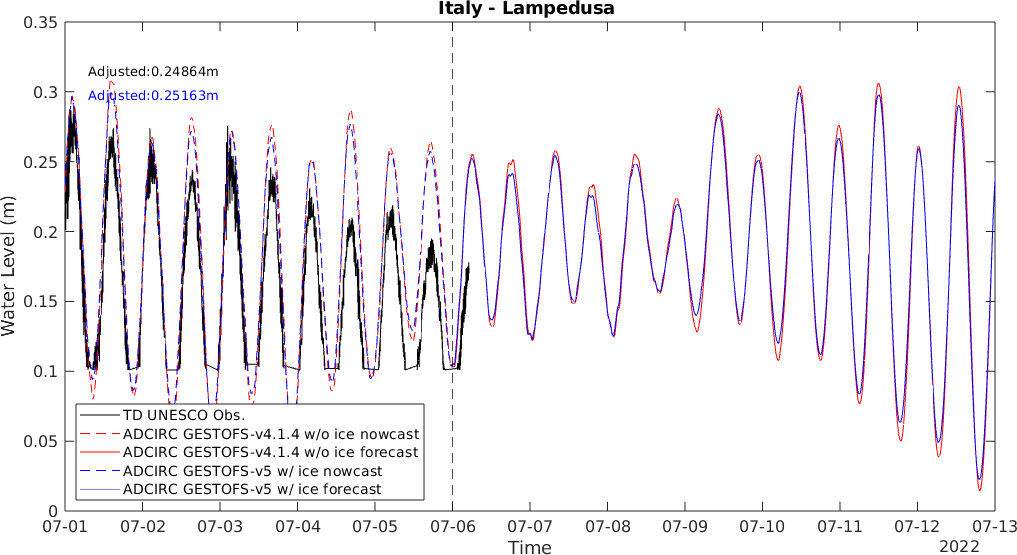 Italy - Lampedusa
0.35
0.3
0.25
0.2
0.15
0.1
0.05
0
Water Level (m)
Adjusted:0.24864m
Adjusted:0.25163m
TD UNESCO Obs.
ADCIRC GESTOFS-v4.1.4 w/o ice nowcast
ADCIRC GESTOFS-v4.1.4 w/o ice forecast
ADCIRC GESTOFS-v5 w/ ice nowcast
ADCIRC GESTOFS-v5 w/ ice forecast
07-01 07-02 07-03 07-04 07-05 07-06 07-07 07-08 07-09 07-10 07-11 07-12 07-13
Time
2022